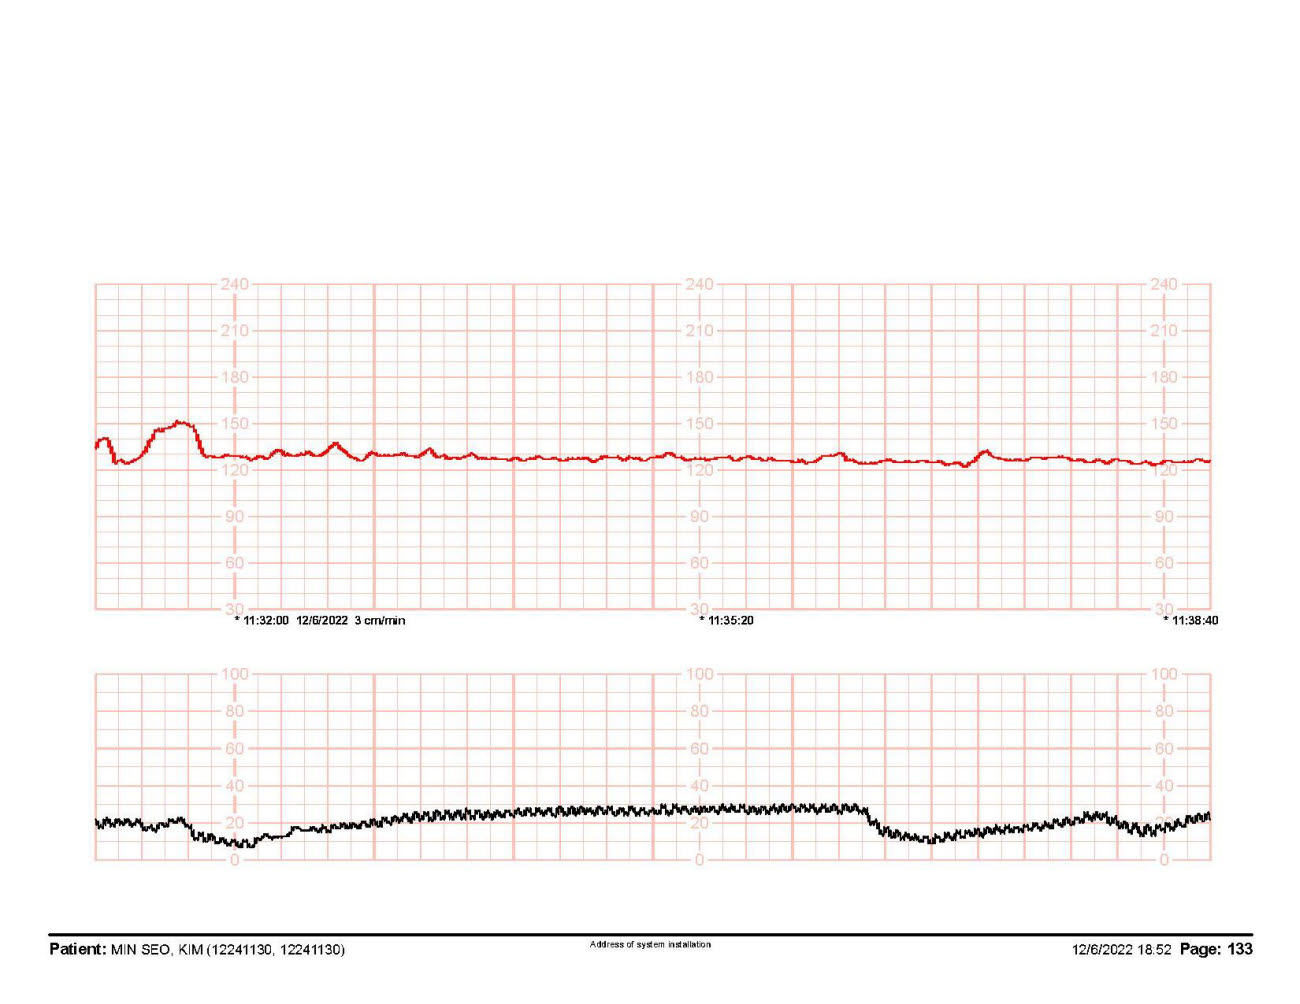 240 240 240
210 210 210
180 180 180
150 150 150
120 120 120
90 90 90
60 60 60
30 30 30
* 11:32:00 12/6/2022 3 cm/min * 11:35:20 * 11:38:40
100 100 100
80 80 80
60 60 60
40 40 40
20 20 20
0 0 0
Patient: MIN SEO, KIM (12241130, 12241130) Address of system installation 12/6/2022 18:52 Page: 133